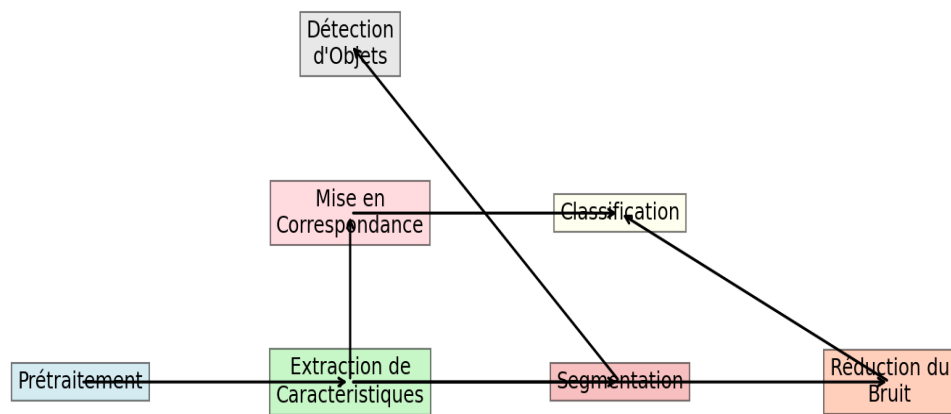 Détection
d'Objets
Mise en
Correspondance
Classification
Prétraitement
Extraction de
Caractéristiques
Segmentation
Réduction du
Bruit